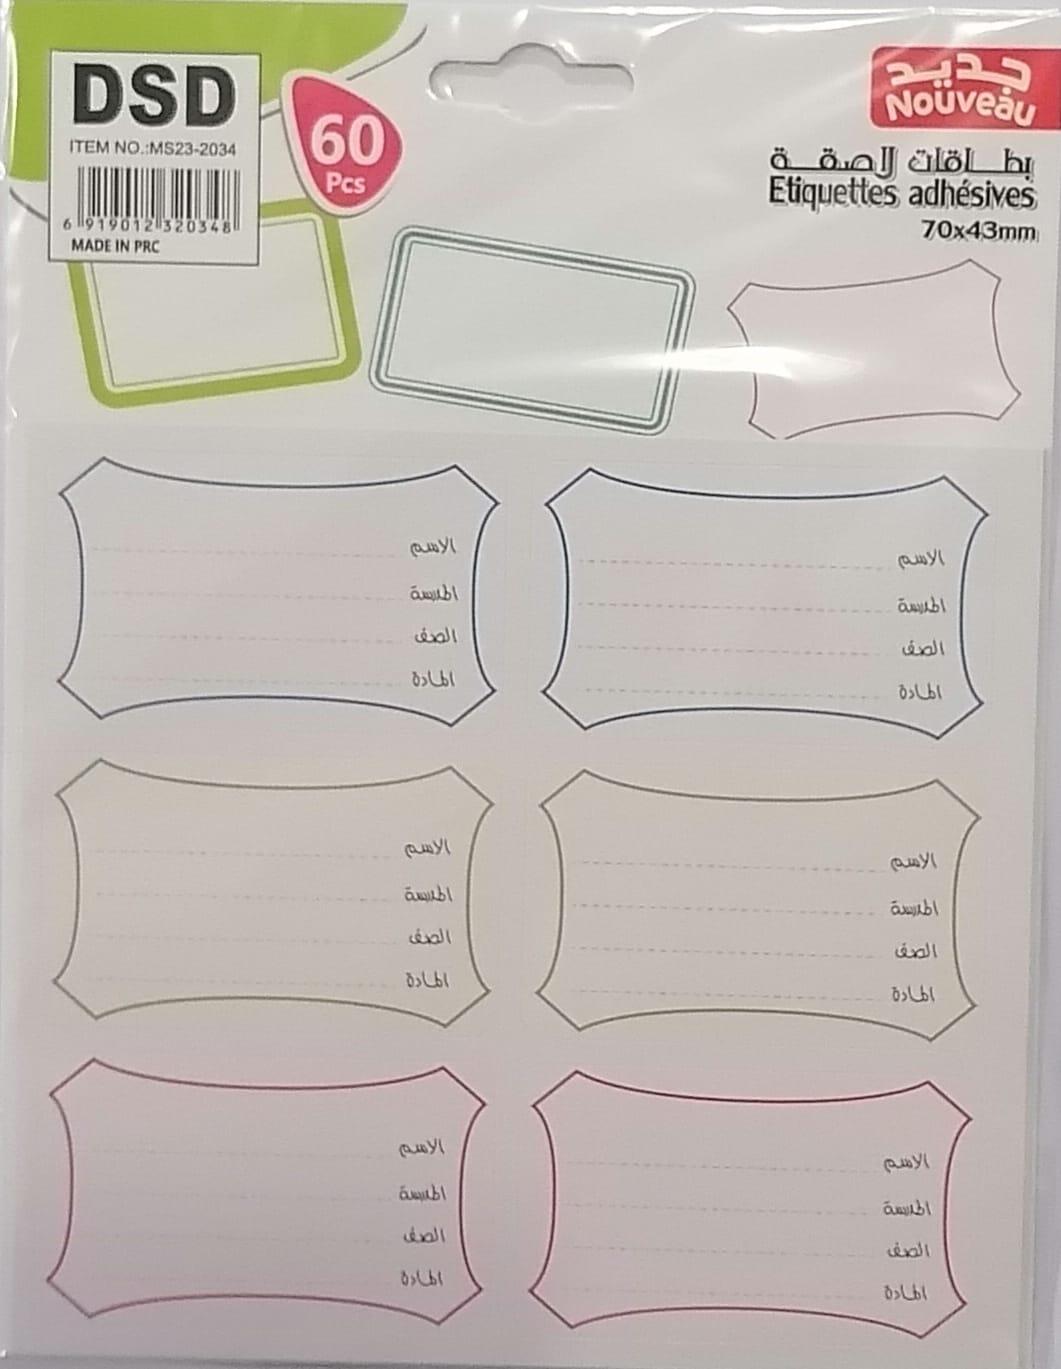 DSD
ITEM NO.:MS23-2034
6 919012 320348
MADE IN PRC
60
Pcs
جديد
Nouveau
بطاقات لاصقة
Etiquettes adhésives
70x43mm
الاسم
المدرسة
الصف
المادة
الاسم
المدرسة
الصف
المادة
الاسم
المدرسة
الصف
المادة
الاسم
المدرسة
الصف
المادة
الاسم
المدرسة
الصف
المادة
الاسم
المدرسة
الصف
المادة